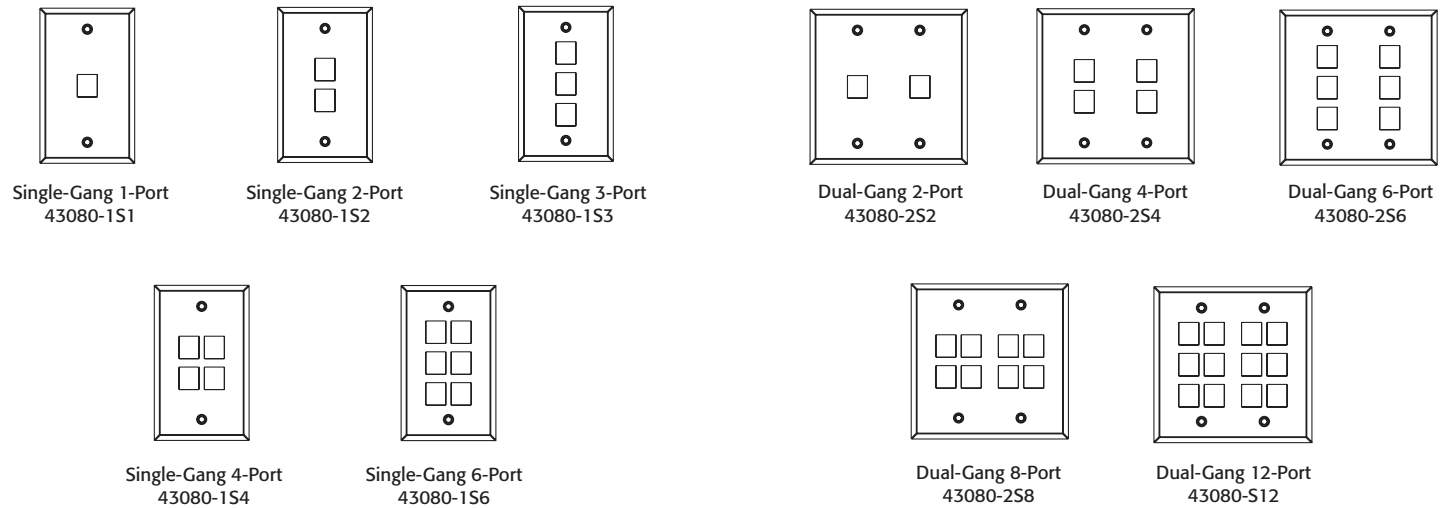 Single-Gang 1-Port
43080-1S1
Single-Gang 2-Port
43080-1S2
Single-Gang 3-Port
43080-1S3
Dual-Gang 2-Port
43080-2S2
Dual-Gang 4-Port
43080-2S4
Dual-Gang 6-Port
43080-2S6
Single-Gang 4-Port
43080-1S4
Single-Gang 6-Port
43080-1S6
Dual-Gang 8-Port
43080-2S8
Dual-Gang 12-Port
43080-S12